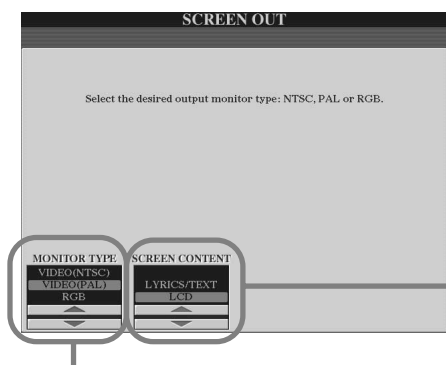 SCREEN OUT
Select the desired output monitor type: NTSC, PAL or RGB.
MONITOR TYPE
VIDEO(NTSC)
VIDEO(PAL)
RGB
SCREEN CONTENT
LYRICS/TEXT
LCD